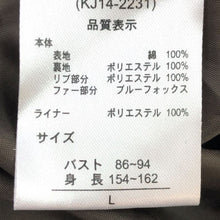 (KJ14-2231)
品質表示
本体
表地 綿 100%
裏地 ポリエステル 100%
リブ部分 ポリエステル 100%
ファー部分 ブルーフォックス
ライナー ポリエステル 100%
サイズ
バスト 86~94
身 長 154~162
L